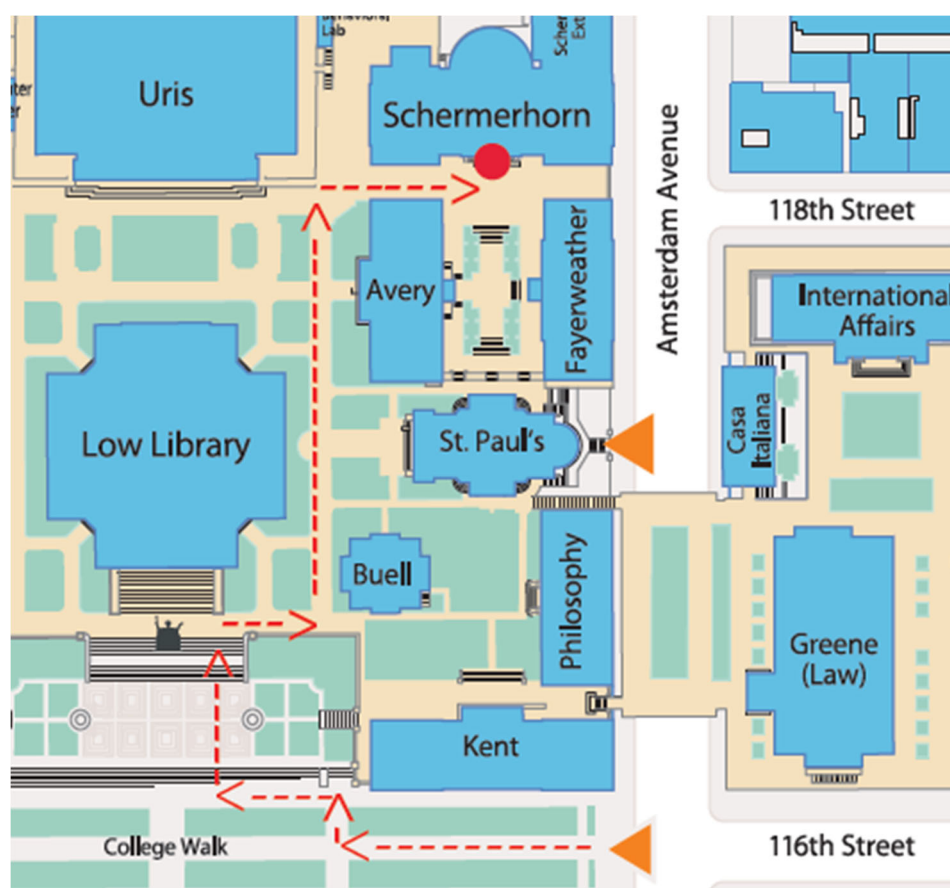 Lab
Uris
Schermerhorn
Amsterdam Avenue
118th Street
Avery
Fayerweather
International
Affairs
Low Library
St. Paul's
Casa
Italiana
Buell
Philosophy
Greene
(Law)
Kent
College Walk
116th Street